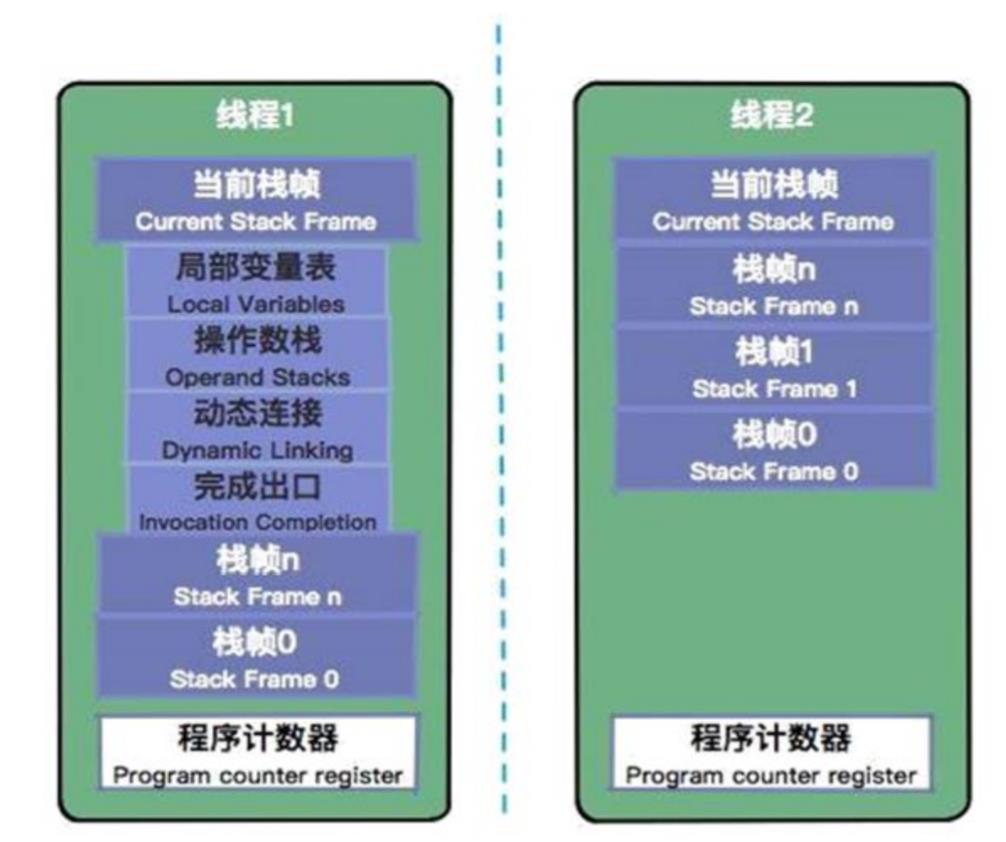 线程1
当前栈帧
Current Stack Frame
局部变量表
Local Variables
操作数栈
Operand Stacks
动态连接
Dynamic Linking
完成出口
Invocation Completion
栈帧n
Stack Frame n
栈帧0
Stack Frame 0
程序计数器
Program counter register
线程2
当前栈帧
Current Stack Frame
栈帧n
Stack Frame n
栈帧1
Stack Frame 1
栈帧0
Stack Frame 0
程序计数器
Program counter register